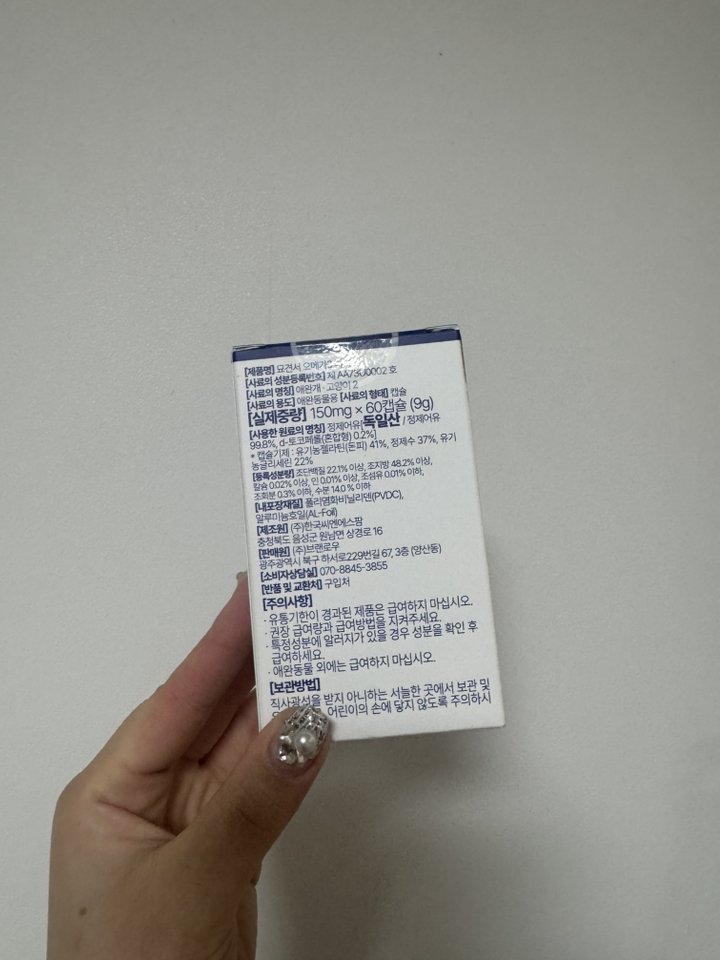 [제품명] 묘견서 오메가
[사료의 성분등록번호] 제 AA7300002 호
[사료의 명칭] 애완개 · 고양이 2
[사료의 용도] 애완동물용 [사료의 형태] 캡슐
[실제중량] 150mg × 60캡슐 (9g)
[사용한 원료의 명칭] 정제어유[독일산 / 정제어유
99.8%, d-토코페롤(혼합형) 0.2%]
* 캡슐기제 : 유기농젤라틴(돈피) 41%, 정제수 37%, 유기
농글리세린 22%
[등록성분량] 조단백질 22.1% 이상, 조지방 48.2% 이상,
칼슘 0.02% 이상, 인 0.01% 이상, 조섬유 0.01% 이하,
조회분 0.3% 이하, 수분 14.0 % 이하
[내포장재질] 폴리염화비닐리덴(PVDC),
알루미늄호일(AL-Foil)
[제조원] (주)한국씨엔에스팜
충청북도 음성군 원남면 상경로 16
[판매원] (주)브랜로우
광주광역시 북구 하서로229번길 67, 3층 (양산동)
[소비자상담실] 070-8845-3855
[반품 및 교환처] 구입처
[주의사항]
· 유통기한이 경과된 제품은 급여하지 마십시오.
· 권장 급여량과 급여방법을 지켜주세요.
· 특정성분에 알러지가 있을 경우 성분을 확인 후
급여하세요.
· 애완동물 외에는 급여하지 마십시오.
[보관방법]
직사광선을 받지 아니하는 서늘한 곳에서 보관 및
어린이의 손에 닿지 않도록 주의하시